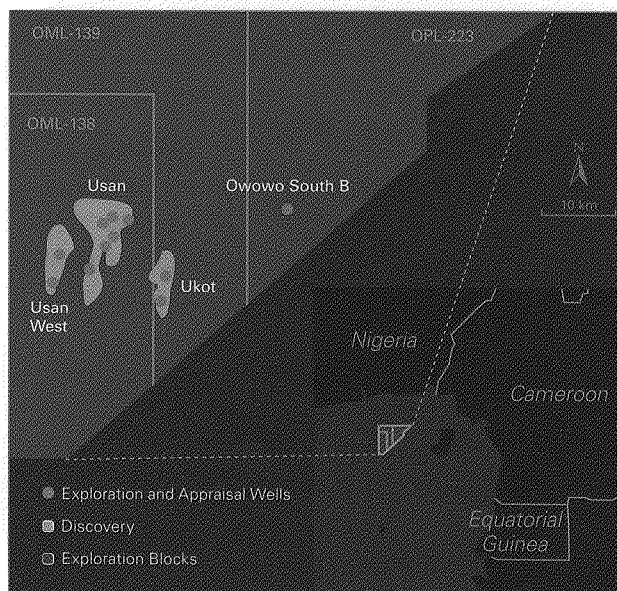 OML-139
OPL-223
OML-138
N
10 km
Usan
Owowo South B
Ukot
Usan
West
Nigeria
Cameroon
Equatorial
Guinea
Exploration and Appraisal Wells
Discovery
Exploration Blocks